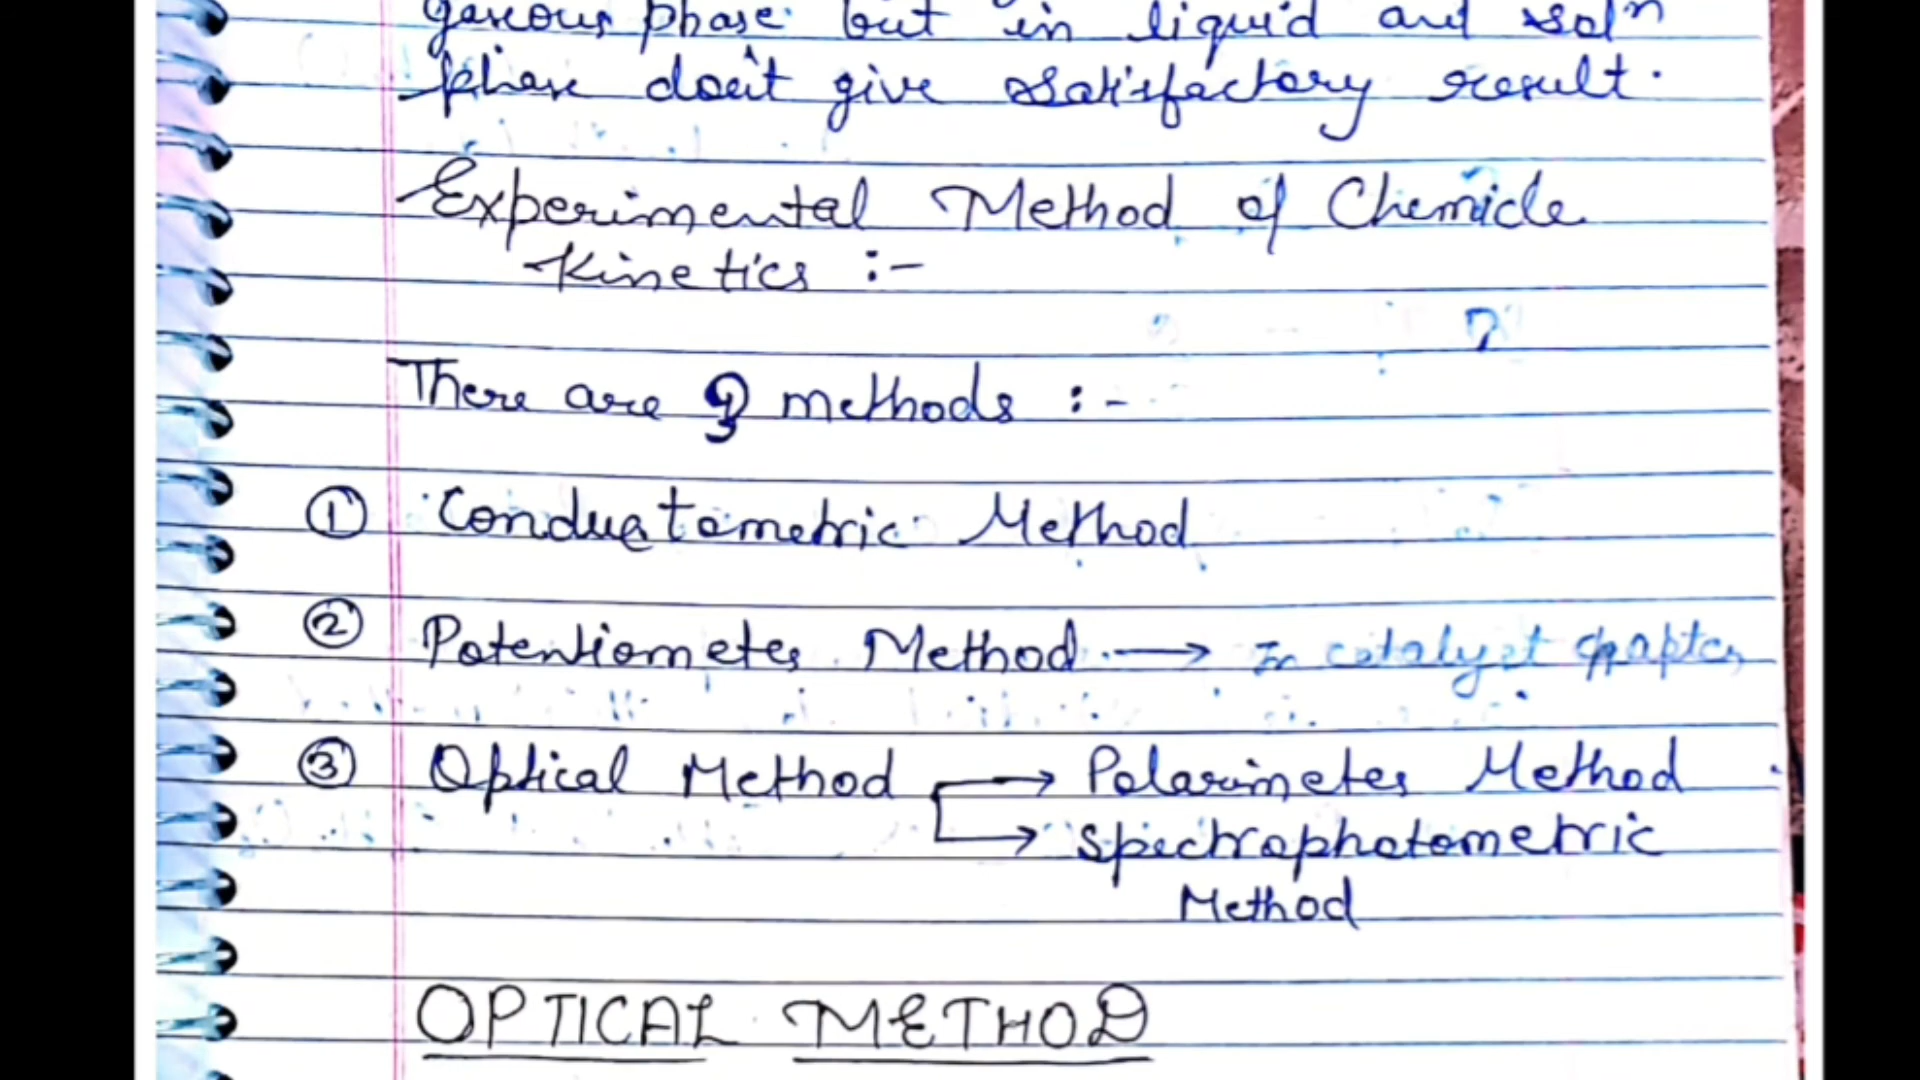 gaseous phase but in liquid and solⁿ
phase don't give satisfactory result.
Experimental Method of Chemicle
Kinetics :-
There are 3 methods :-
① Conductometric Method
② Potentiometer Method → In catalyst chapter
③ Optical Method → Polarimeter Method
→ Spectrophotometric
Method
OPTICAL METHOD